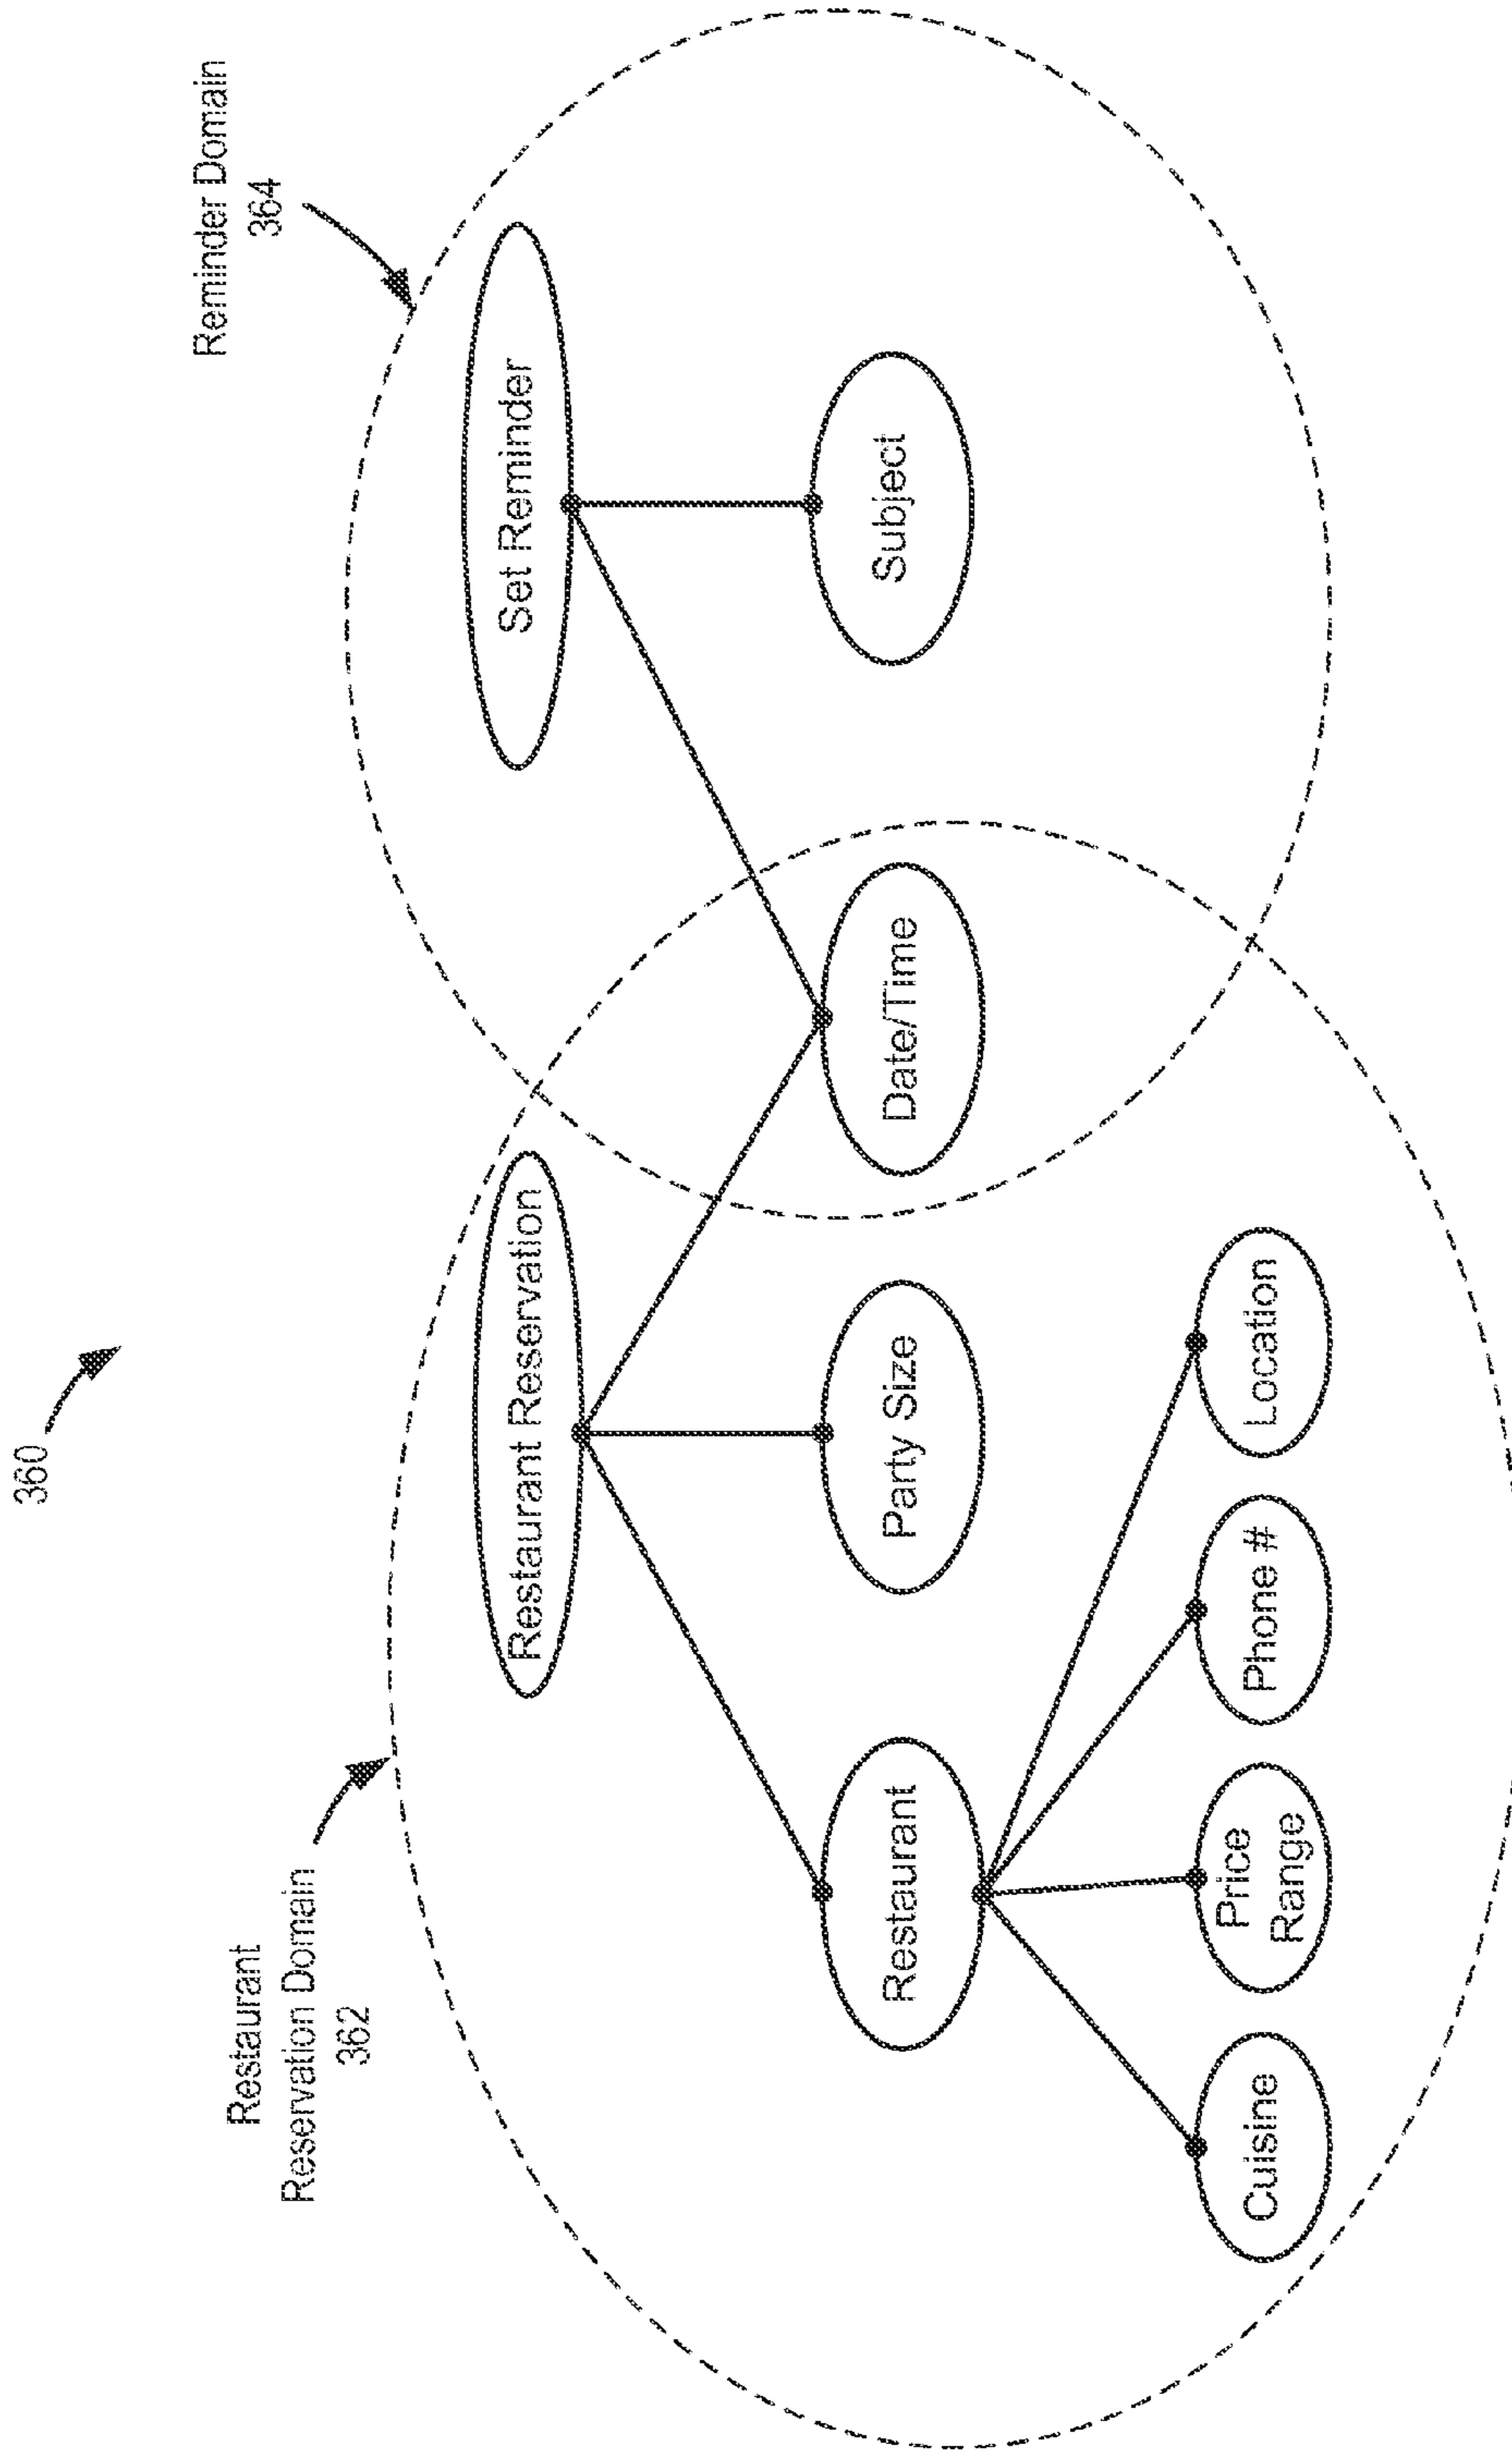 360
Restaurant
Reservation Domain
362
Reminder Domain
364
Restaurant Reservation
Set Reminder
Restaurant
Party Size
Date/Time
Subject
Cuisine
Price
Range
Phone #
Location